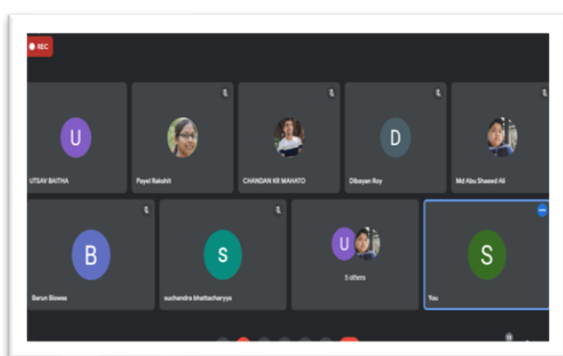 REC
U
D
UTSAV BAITHA
Payel Rakshit
CHANDAN KR MAHATO
Dibayan Roy
Md Abu Shaeed Ali
B
S
U
S
5 others
Barun Biswas
suchandra bhattacharyya
You